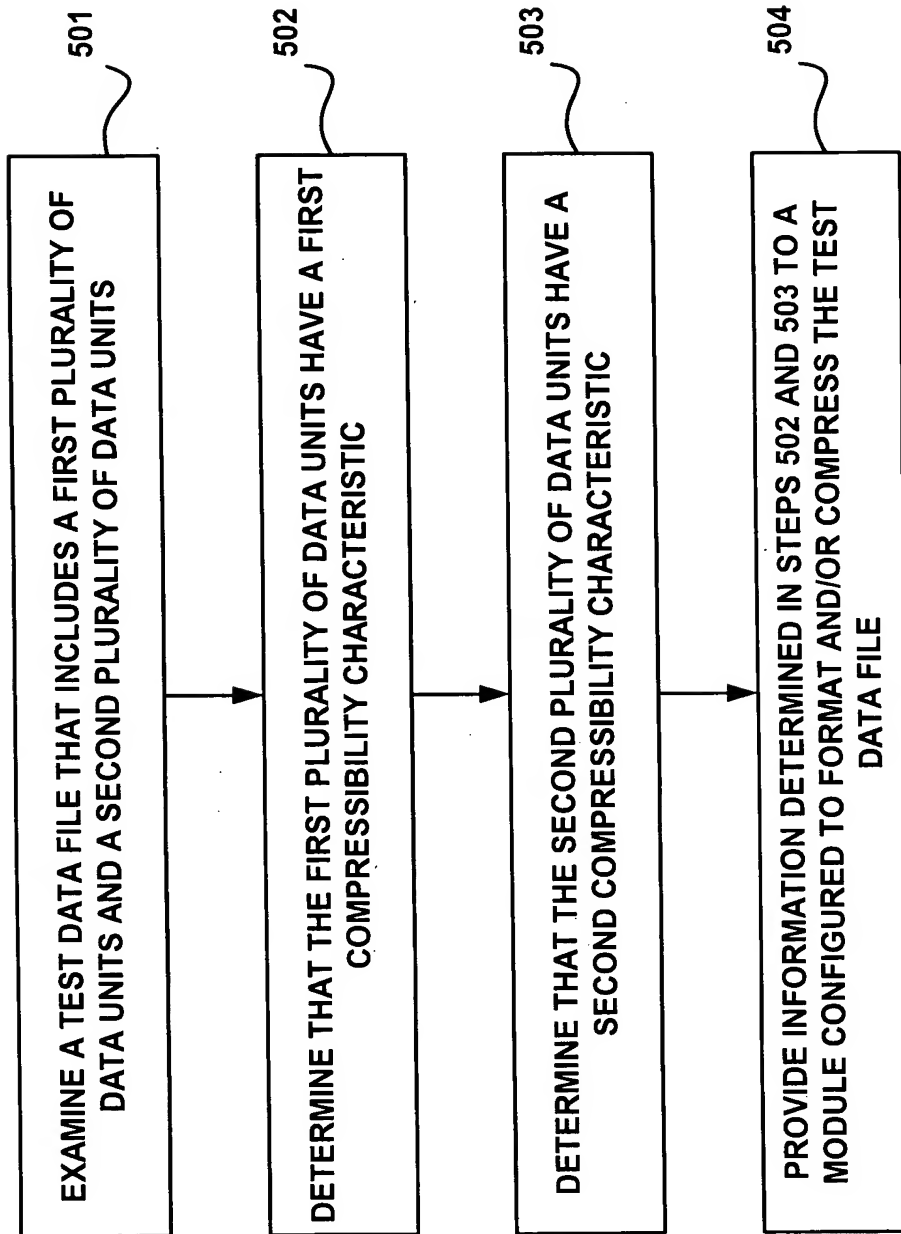 501
EXAMINE A TEST DATA FILE THAT INCLUDES A FIRST PLURALITY OF
DATA UNITS AND A SECOND PLURALITY OF DATA UNITS
502
DETERMINE THAT THE FIRST PLURALITY OF DATA UNITS HAVE A FIRST
COMPRESSIBILITY CHARACTERISTIC
503
DETERMINE THAT THE SECOND PLURALITY OF DATA UNITS HAVE A
SECOND COMPRESSIBILITY CHARACTERISTIC
504
PROVIDE INFORMATION DETERMINED IN STEPS 502 AND 503 TO A
MODULE CONFIGURED TO FORMAT AND/OR COMPRESS THE TEST
DATA FILE